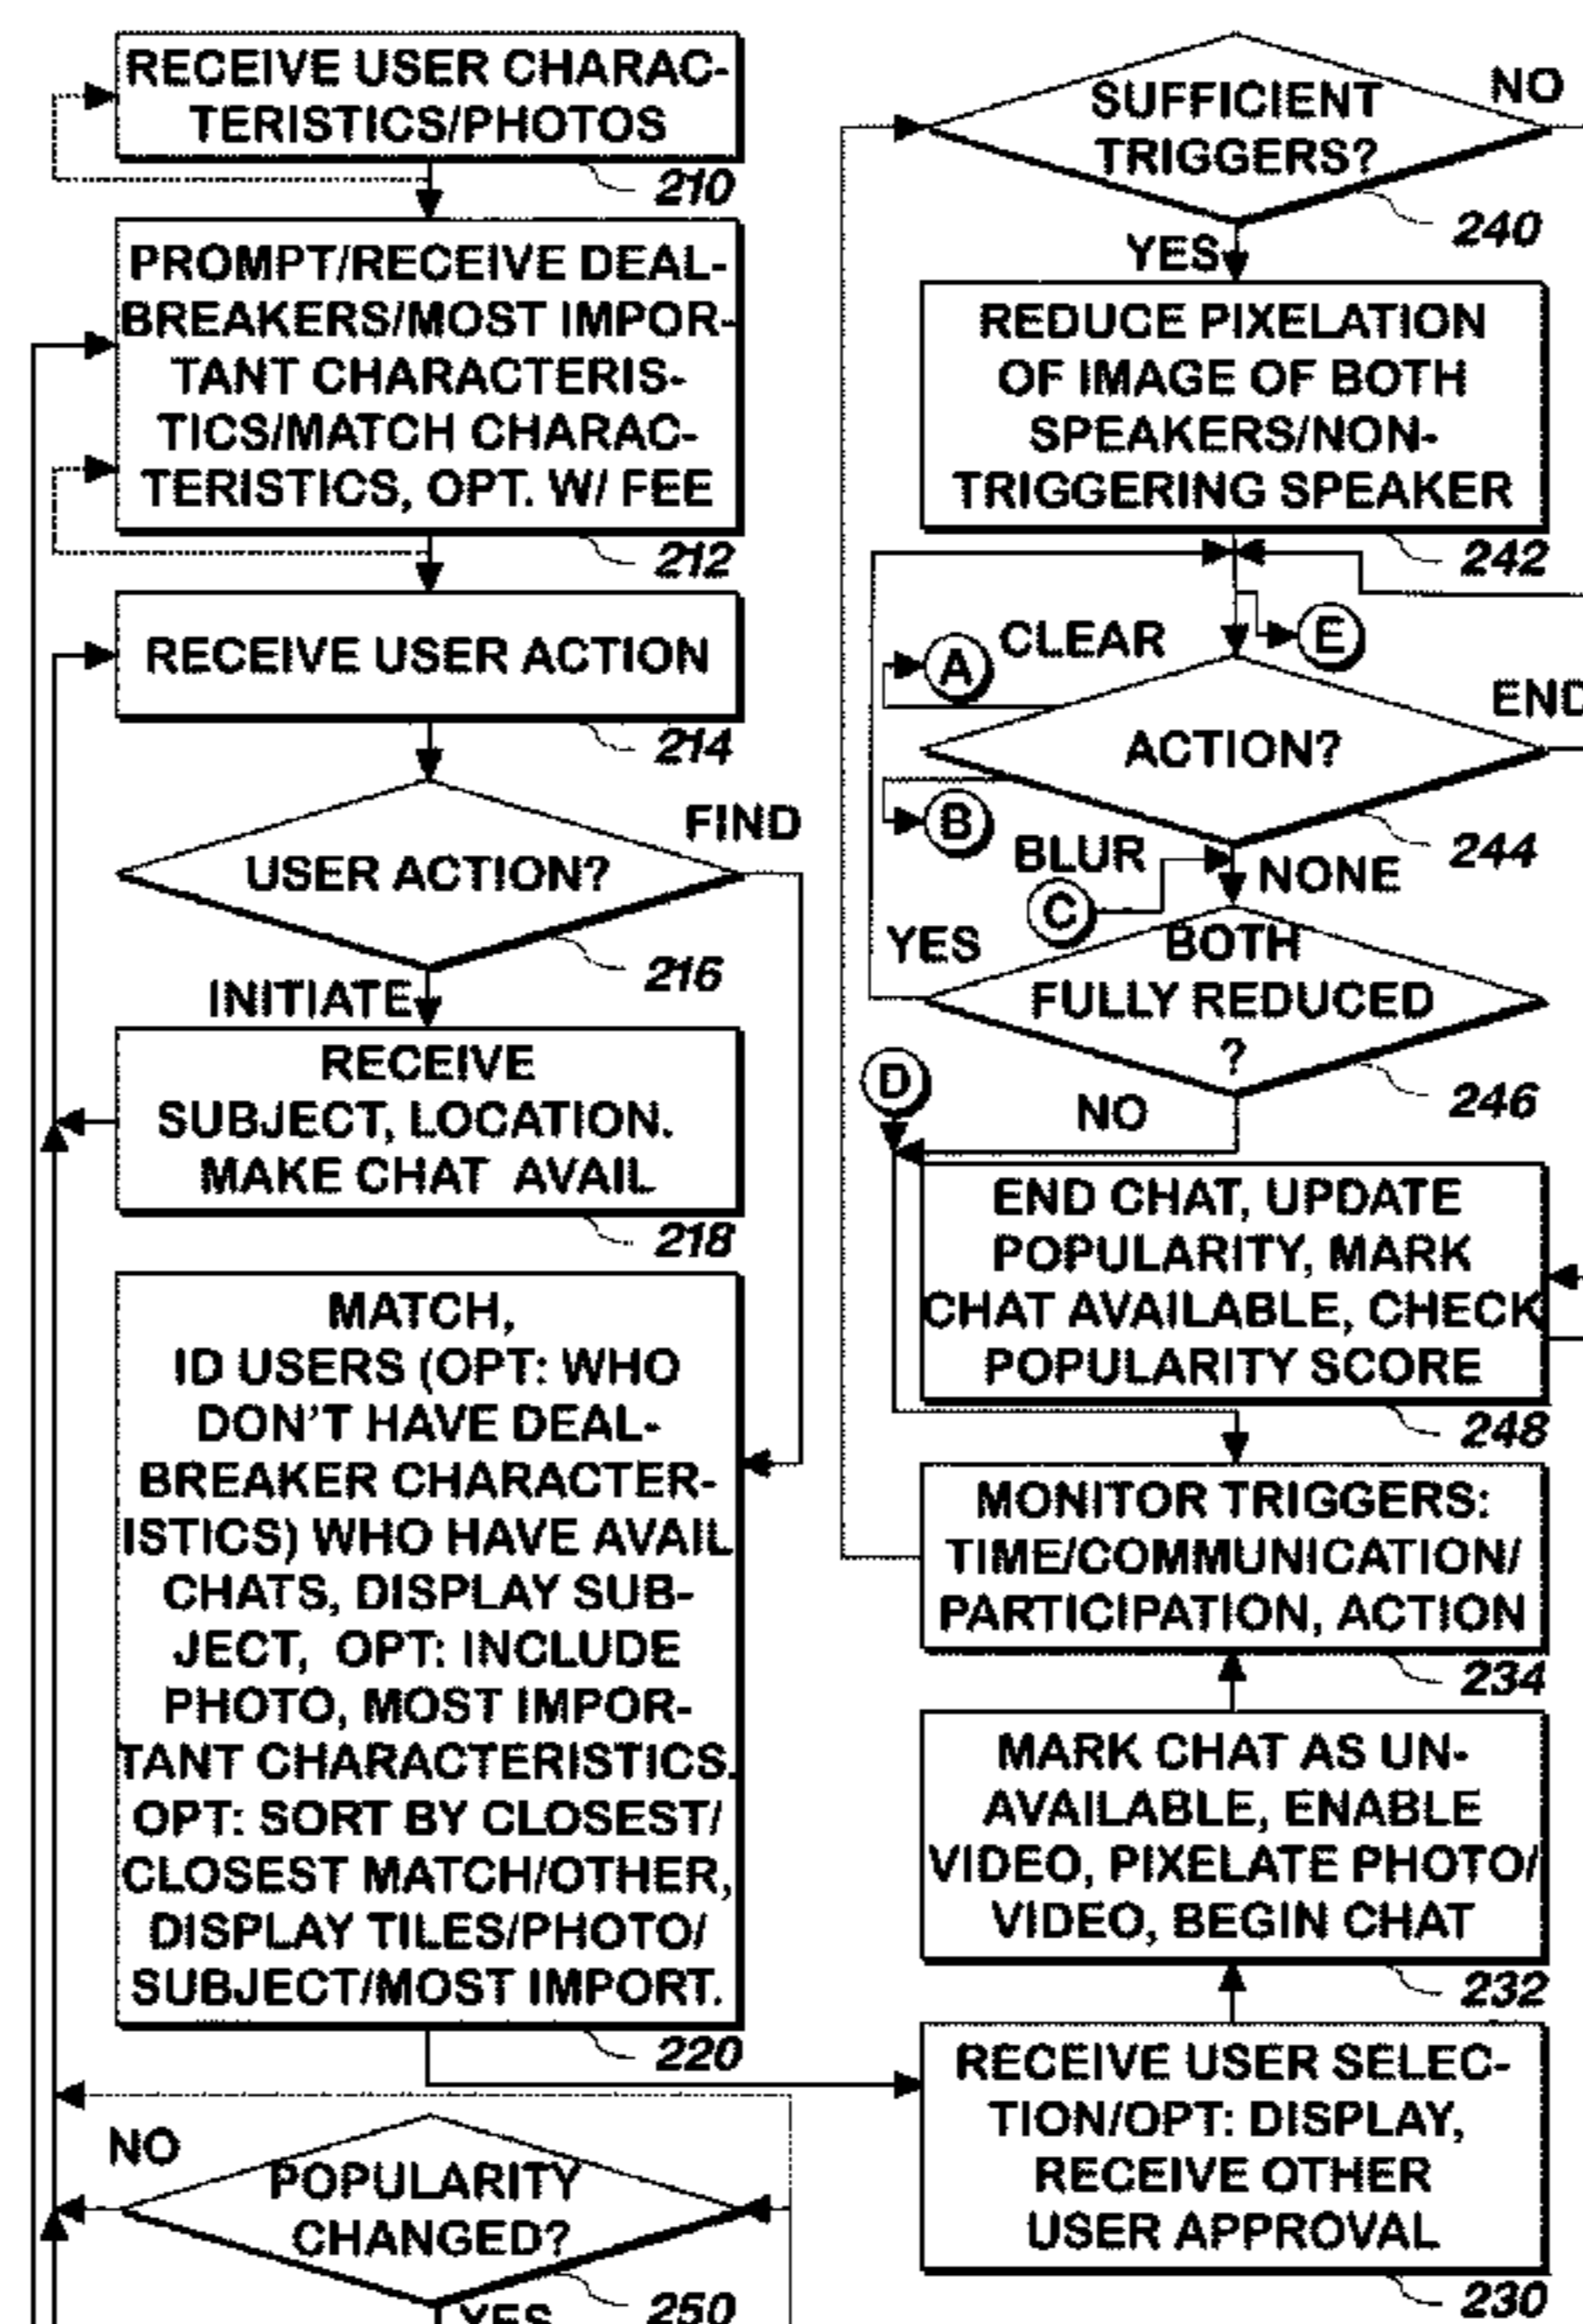 RECEIVE USER CHARAC-
TERISTICS/PHOTOS
210
PROMPT/RECEIVE DEAL-
BREAKERS/MOST IMPOR-
TANT CHARACTERIS-
TICS/MATCH CHARAC-
TERISTICS, OPT. W/ FEE
212
RECEIVE USER ACTION
214
USER ACTION?
FIND
216
INITIATE
RECEIVE
SUBJECT, LOCATION.
MAKE CHAT AVAIL
218
MATCH,
ID USERS (OPT: WHO
DON'T HAVE DEAL-
BREAKER CHARACTER-
ISTICS) WHO HAVE AVAIL
CHATS, DISPLAY SUB-
JECT, OPT: INCLUDE
PHOTO, MOST IMPOR-
TANT CHARACTERISTICS.
OPT: SORT BY CLOSEST/
CLOSEST MATCH/OTHER,
DISPLAY TILES/PHOTO/
SUBJECT/MOST IMPORT.
220
NO
POPULARITY
CHANGED?
250
YES
SUFFICIENT
TRIGGERS?
NO
240
YES
REDUCE PIXELATION
OF IMAGE OF BOTH
SPEAKERS/NON-
TRIGGERING SPEAKER
242
E
CLEAR
A
END
ACTION?
B
244
BLUR
NONE
C
YES
BOTH
FULLY REDUCED
?
246
D
NO
END CHAT, UPDATE
POPULARITY, MARK
CHAT AVAILABLE, CHECK
POPULARITY SCORE
248
MONITOR TRIGGERS:
TIME/COMMUNICATION/
PARTICIPATION, ACTION
234
MARK CHAT AS UN-
AVAILABLE, ENABLE
VIDEO, PIXELATE PHOTO/
VIDEO, BEGIN CHAT
232
RECEIVE USER SELEC-
TION/OPT: DISPLAY,
RECEIVE OTHER
USER APPROVAL
230